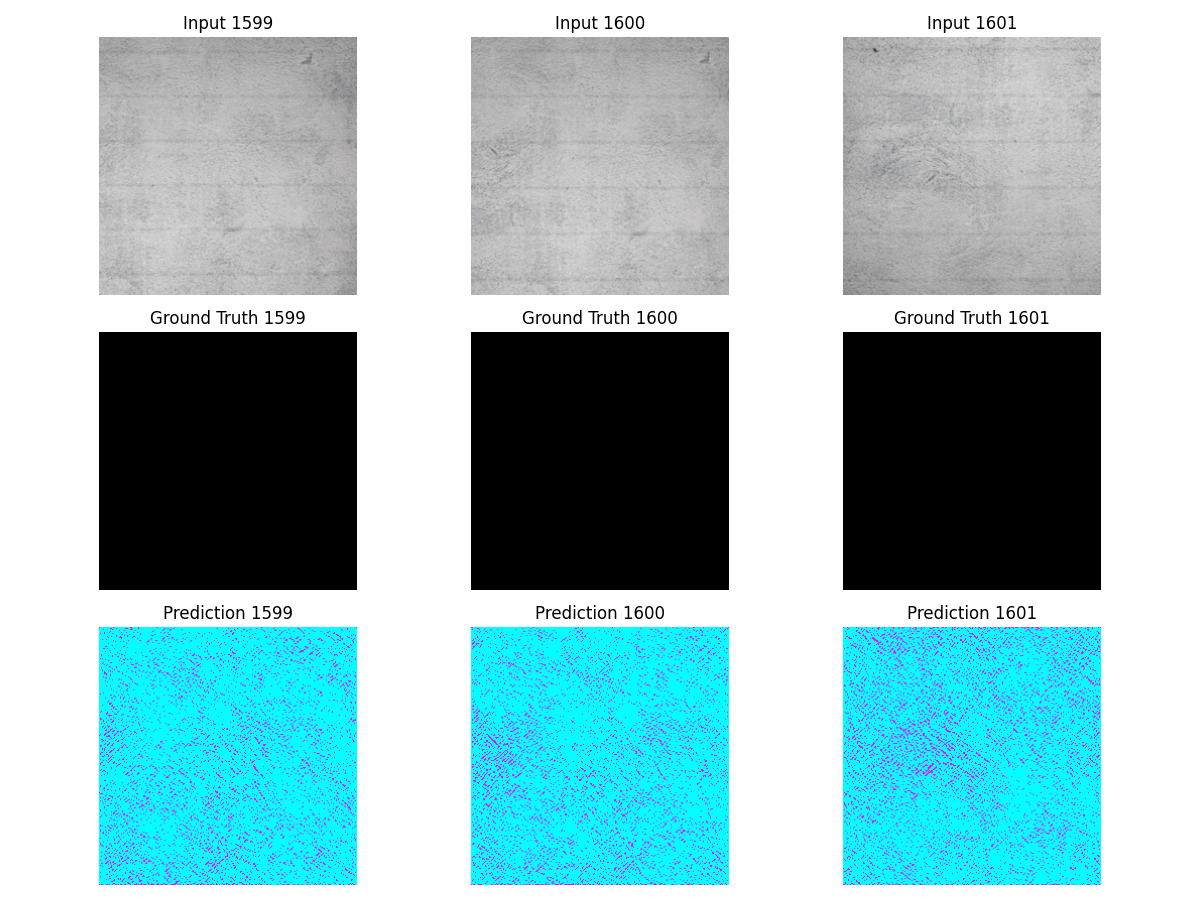 Input 1599
Input 1600
Input 1601
Ground Truth 1599
Ground Truth 1600
Ground Truth 1601
Prediction 1599
Prediction 1600
Prediction 1601